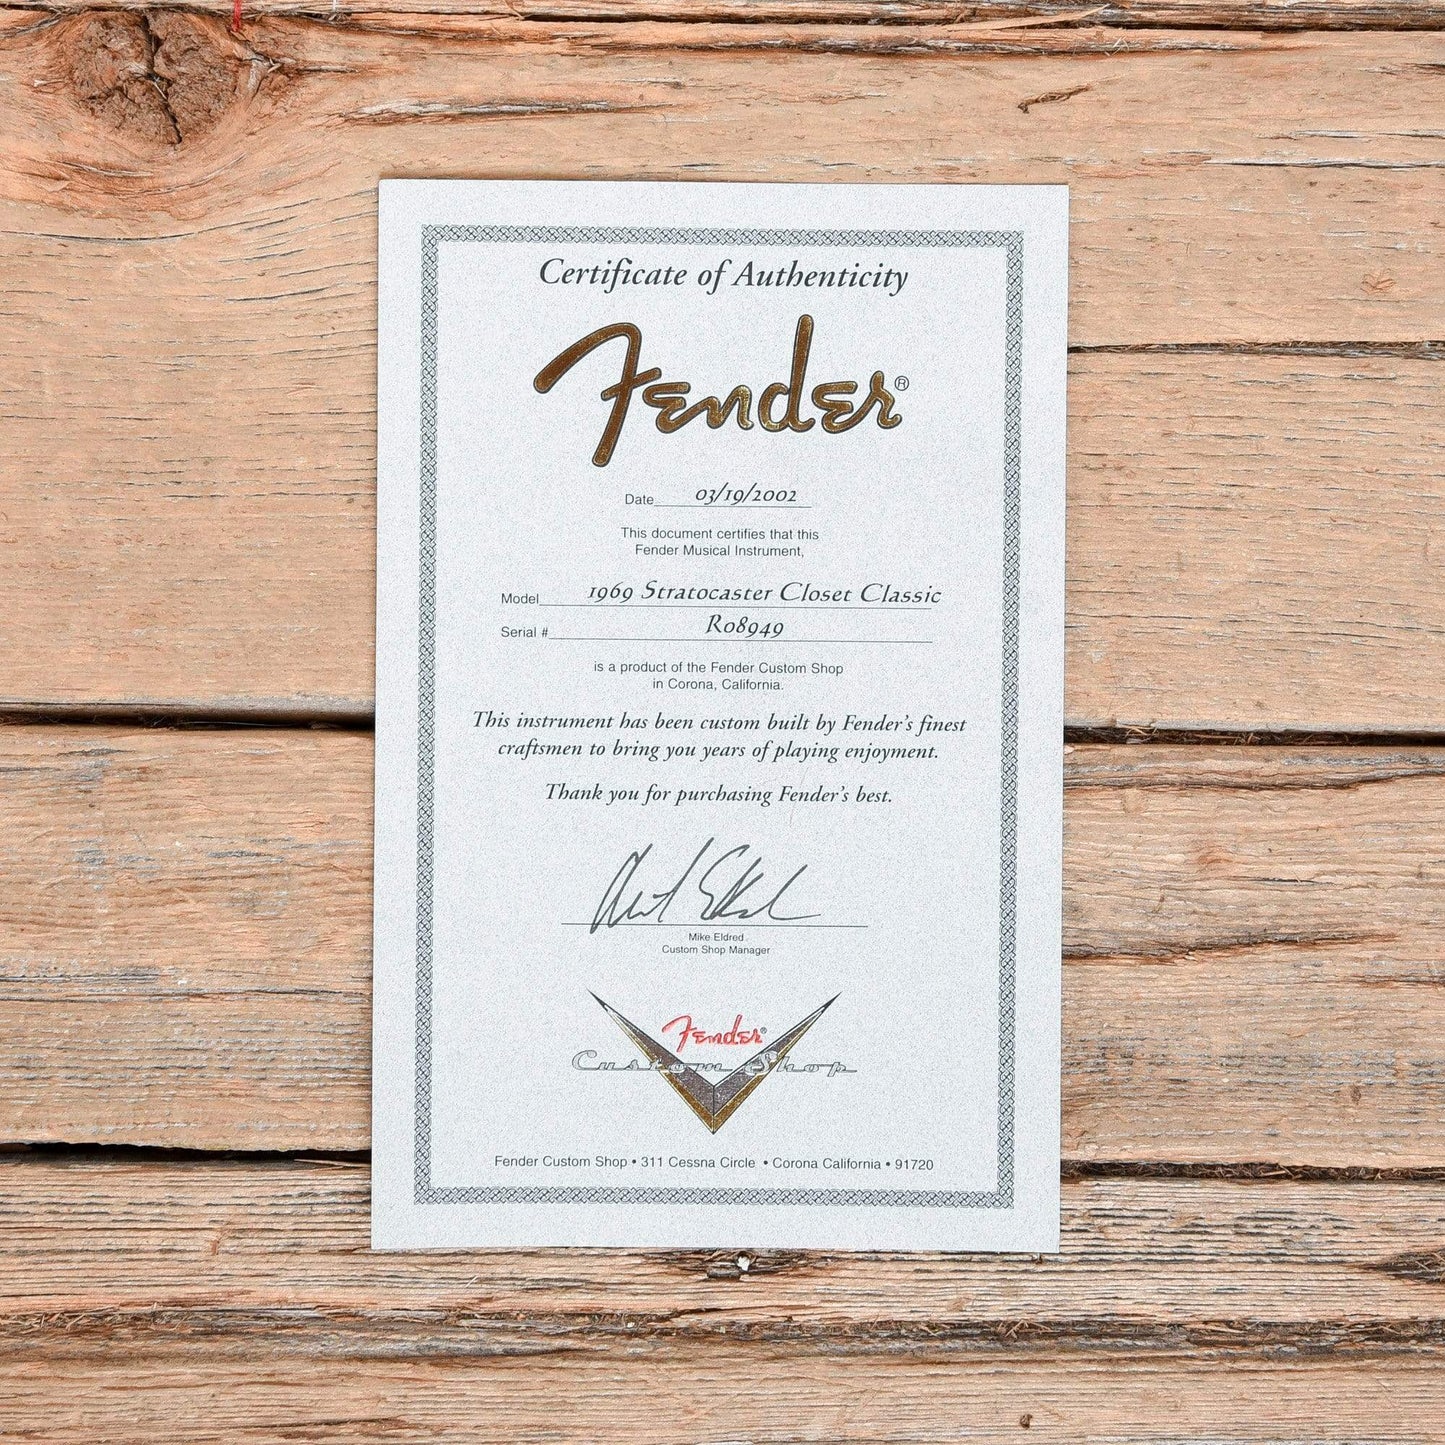 Certificate of Authenticity
Fender®
Date 03/19/2002
This document certifies that this
Fender Musical Instrument,
Model 1969 Stratocaster Closet Classic
Serial # R08949
is a product of the Fender Custom Shop
in Corona, California.
This instrument has been custom built by Fender's finest
craftsmen to bring you years of playing enjoyment.
Thank you for purchasing Fender's best.
Mike Eldred
Custom Shop Manager
Fender®
Custom Shop
Fender Custom Shop • 311 Cessna Circle • Corona California • 91720